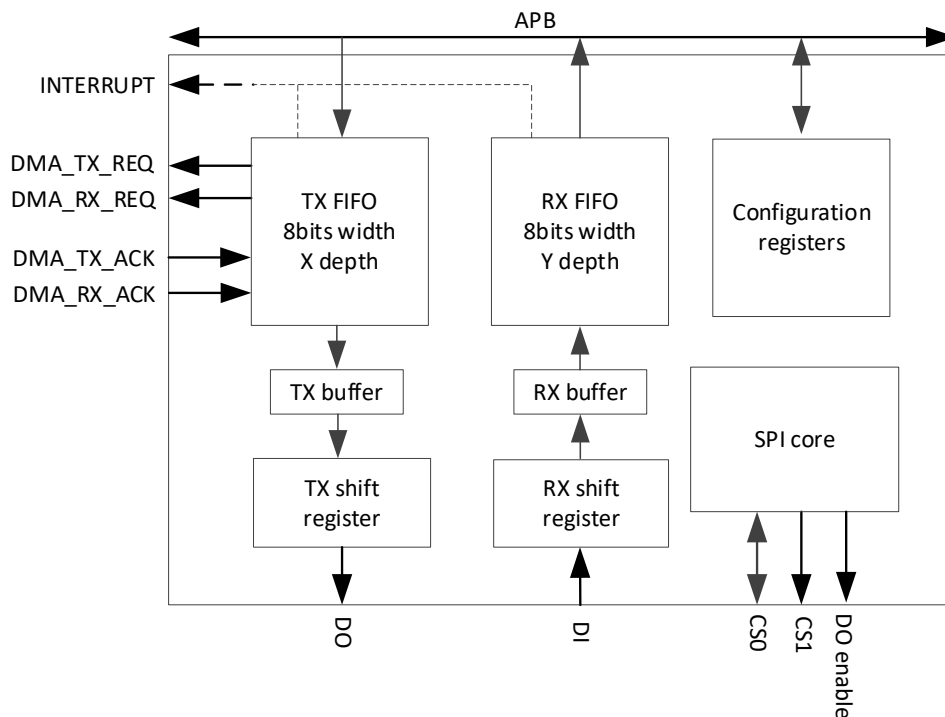 APB
INTERRUPT
DMA_TX_REQ
DMA_RX_REQ
DMA_TX_ACK
DMA_RX_ACK
TX FIFO
8bits width
X depth
RX FIFO
8bits width
Y depth
Configuration
registers
TX buffer
RX buffer
SPI core
TX shift
register
RX shift
register
DO
DI
CS0
CS1
DO enable